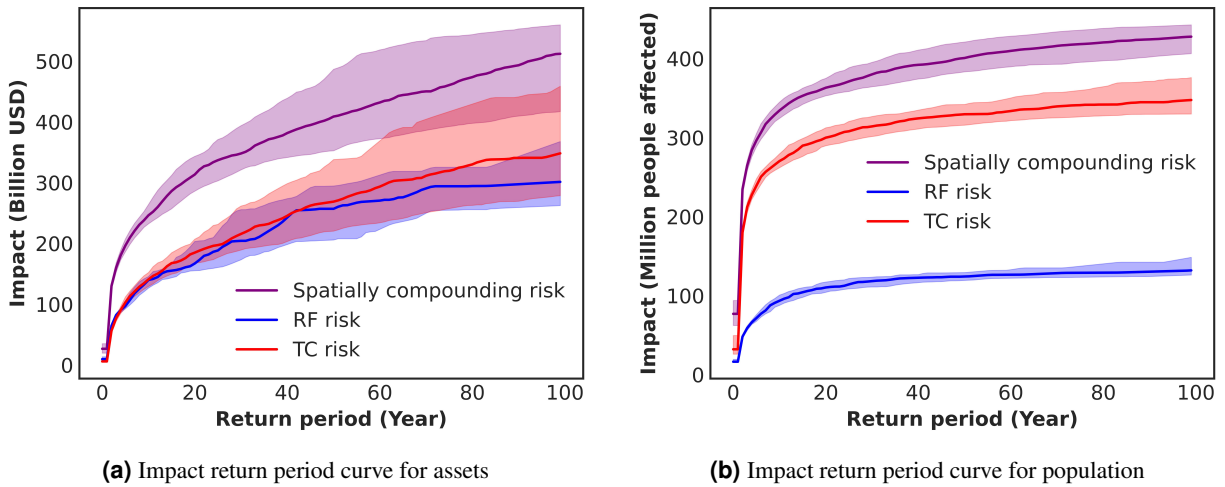 Impact (Billion USD)
500
400
300
200
100
0
Spatially compounding risk
RF risk
TC risk
0 20 40 60 80 100
Return period (Year)
(a) Impact return period curve for assets
Impact (Million people affected)
400
300
200
100
0
Spatially compounding risk
RF risk
TC risk
0 20 40 60 80 100
Return period (Year)
(b) Impact return period curve for population